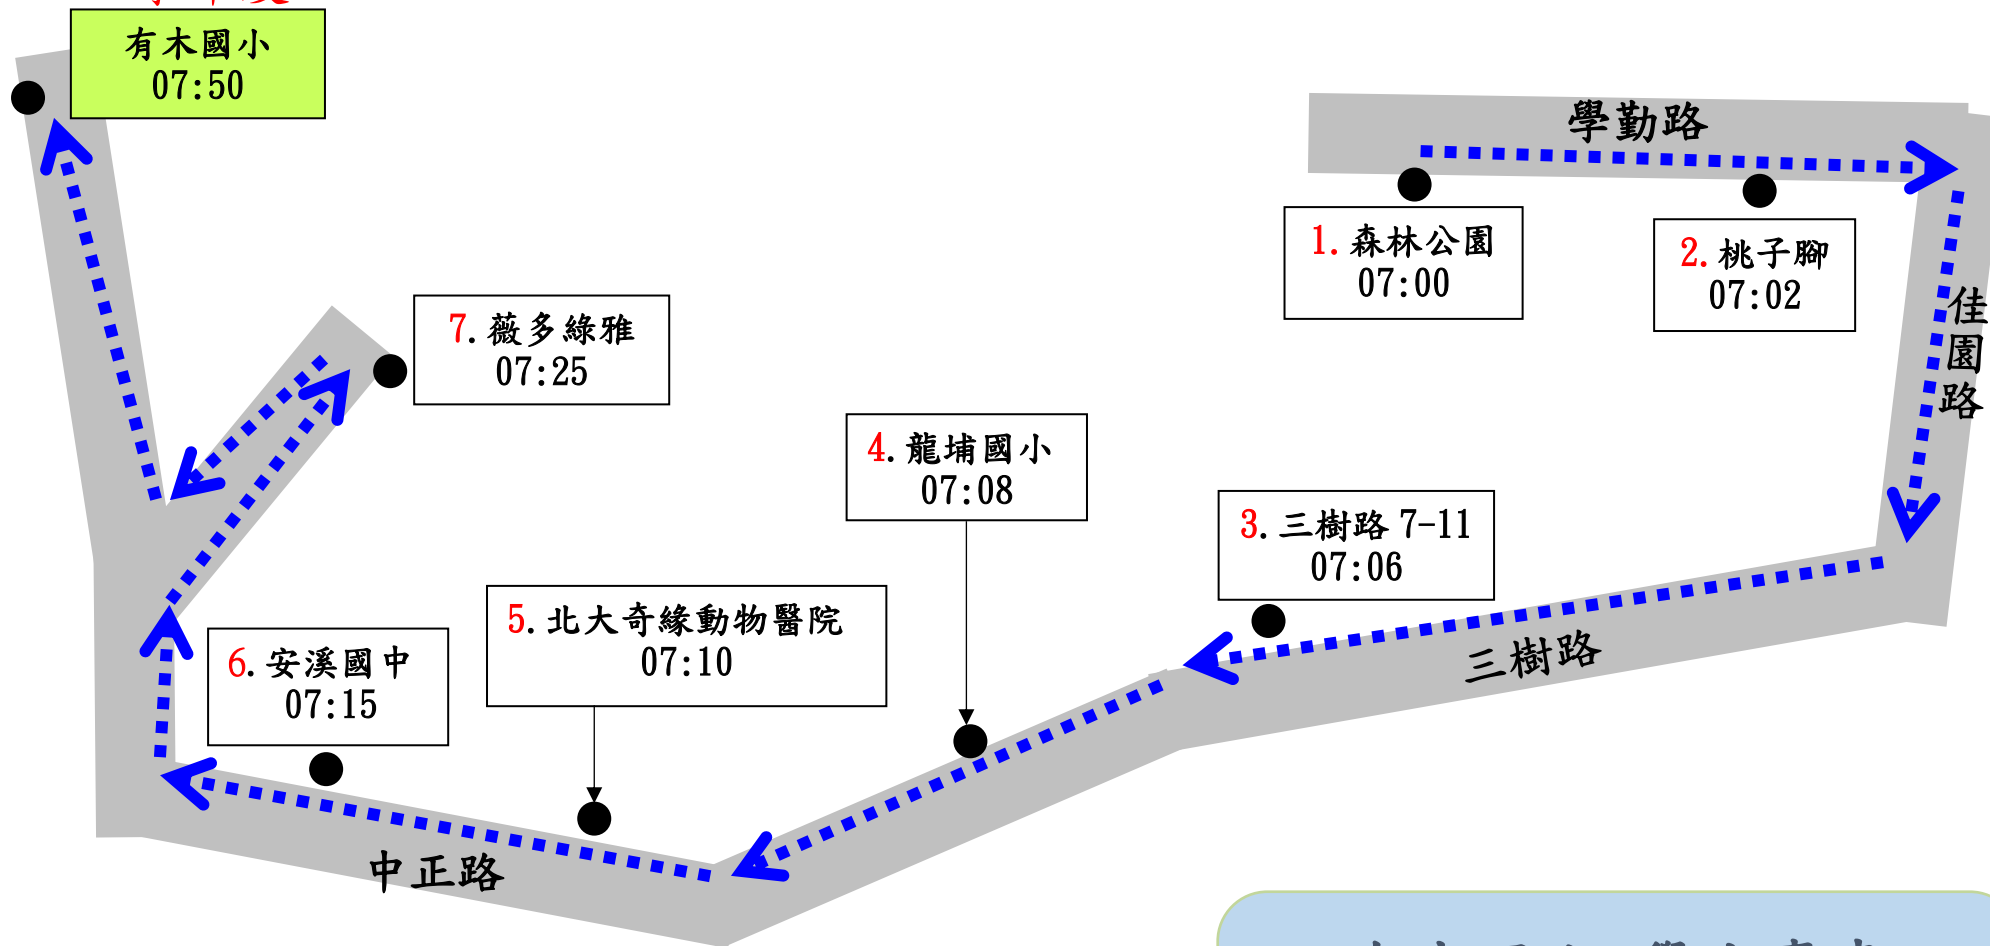 有木國小
07:50
學勤路
1. 森林公園
07:00
2. 桃子腳
07:02
佳園路
7. 薇多綠雅
07:25
4. 龍埔國小
07:08
3. 三樹路 7-11
07:06
5. 北大奇緣動物醫院
07:10
6. 安溪國中
07:15
三樹路
中正路